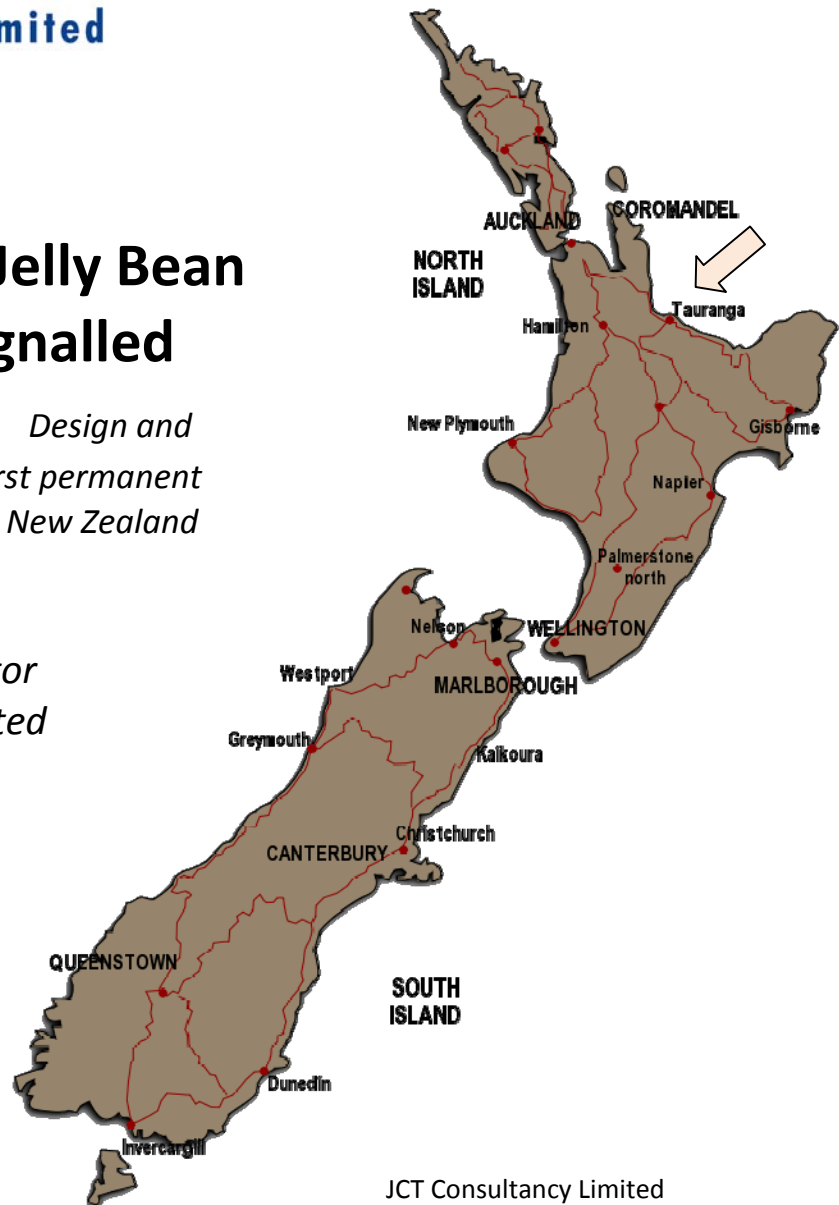 mited
Jelly Bean
gnalled
Design and
rst permanent
New Zealand
or
ted
AUCKLAND
COROMANDEL
NORTH
ISLAND
Tauranga
Hamilton
New Plymouth
Gisborne
Napier
Palmerstone
north
Nelson
WELLINGTON
Westport
MARLBOROUGH
Greymouth
Kaikoura
Christchurch
CANTERBURY
QUEENSTOWN
SOUTH
ISLAND
Dunedin
Invercargill
JCT Consultancy Limited